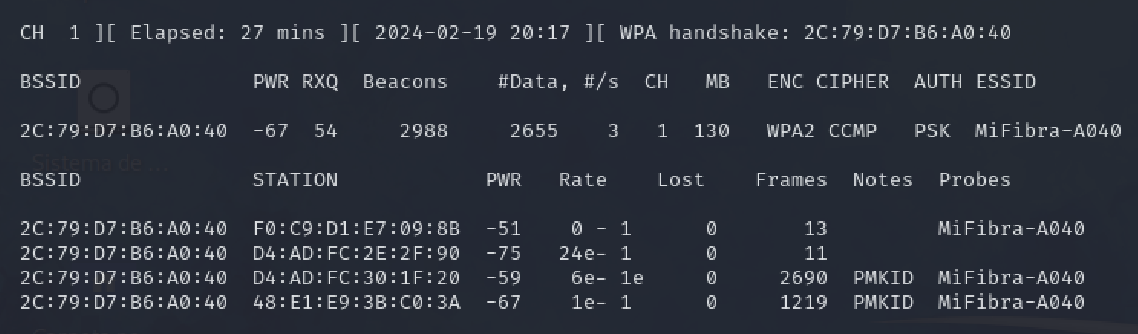 CH 1 ][ Elapsed: 27 mins ][ 2024-02-19 20:17 ][ WPA handshake: 2C:79:D7:B6:A0:40
BSSID PWR RXQ Beacons #Data, #/s CH MB ENC CIPHER AUTH ESSID
2C:79:D7:B6:A0:40 -67 54 2988 2655 3 1 130 WPA2 CCMP PSK MiFibra-A040
Sistema de ...
BSSID STATION PWR Rate Lost Frames Notes Probes
2C:79:D7:B6:A0:40 F0:C9:D1:E7:09:8B -51 0 - 1 0 13 MiFibra-A040
2C:79:D7:B6:A0:40 D4:AD:FC:2E:2F:90 -75 24e- 1 0 11
2C:79:D7:B6:A0:40 D4:AD:FC:30:1F:20 -59 6e- 1e 0 2690 PMKID MiFibra-A040
2C:79:D7:B6:A0:40 48:E1:E9:3B:C0:3A -67 1e- 1 0 1219 PMKID MiFibra-A040